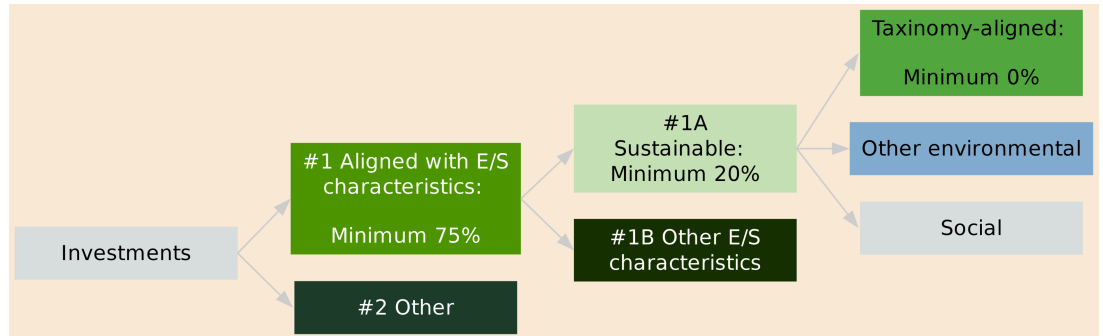 Investments
#1 Aligned with E/S
characteristics:
Minimum 75%
#2 Other
#1A
Sustainable:
Minimum 20%
#1B Other E/S
characteristics
Taxinomy-aligned:
Minimum 0%
Other environmental
Social